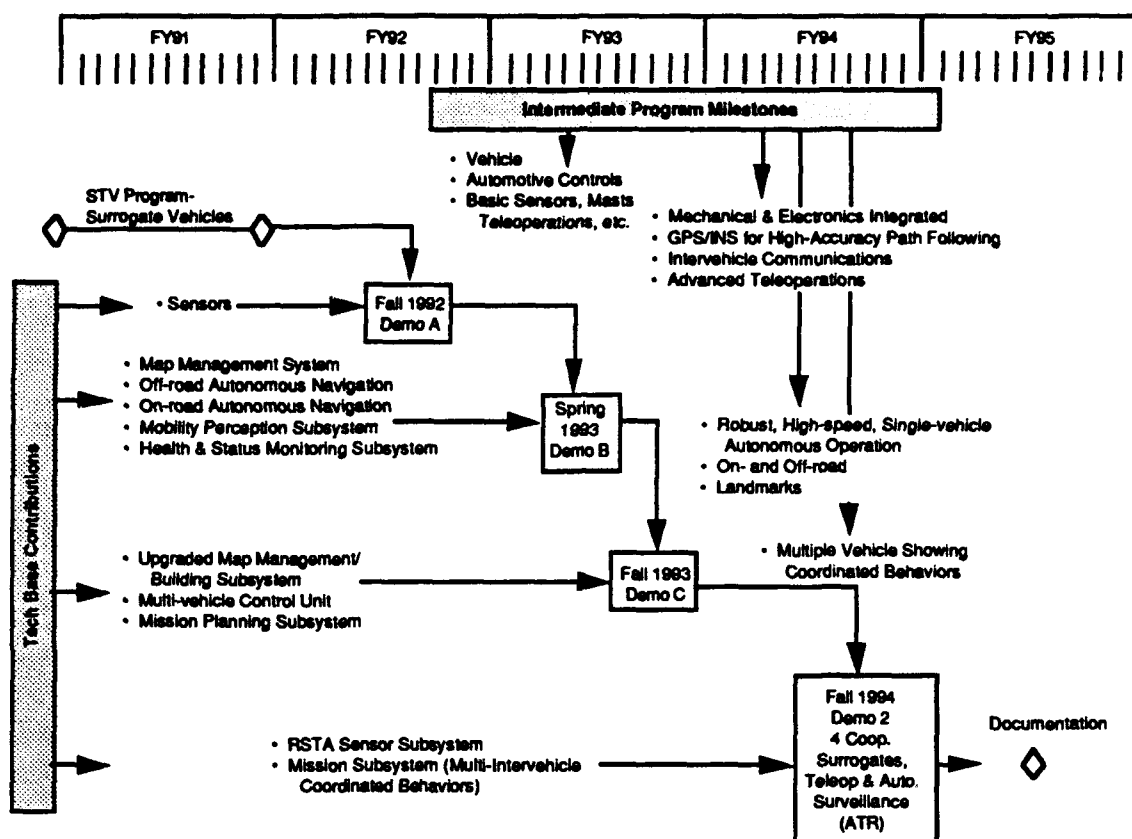 FY91 FY92 FY93 FY94 FY95
Intermediate Program Milestones
• Vehicle
• Automotive Controls
• Basic Sensors, Masts
Teleoperations, etc.
STV Program-
Surrogate Vehicles
• Mechanical & Electronics Integrated
• GPS/INS for High-Accuracy Path Following
• Intervehicle Communications
• Advanced Teleoperations
Tech Base Contributions
• Sensors
Fall 1992
Demo A
• Map Management System
• Off-road Autonomous Navigation
• On-road Autonomous Navigation
• Mobility Perception Subsystem
• Health & Status Monitoring Subsystem
Spring
1993
Demo B
• Robust, High-speed, Single-vehicle
Autonomous Operation
• On- and Off-road
• Landmarks
• Upgraded Map Management/
Building Subsystem
• Multi-vehicle Control Unit
• Mission Planning Subsystem
Fall 1993
Demo C
• Multiple Vehicle Showing
Coordinated Behaviors
• RSTA Sensor Subsystem
• Mission Subsystem (Multi-Intervehicle
Coordinated Behaviors)
Fall 1994
Demo 2
4 Coop.
Surrogates,
Teleop & Auto.
Surveillance
(ATR)
Documentation